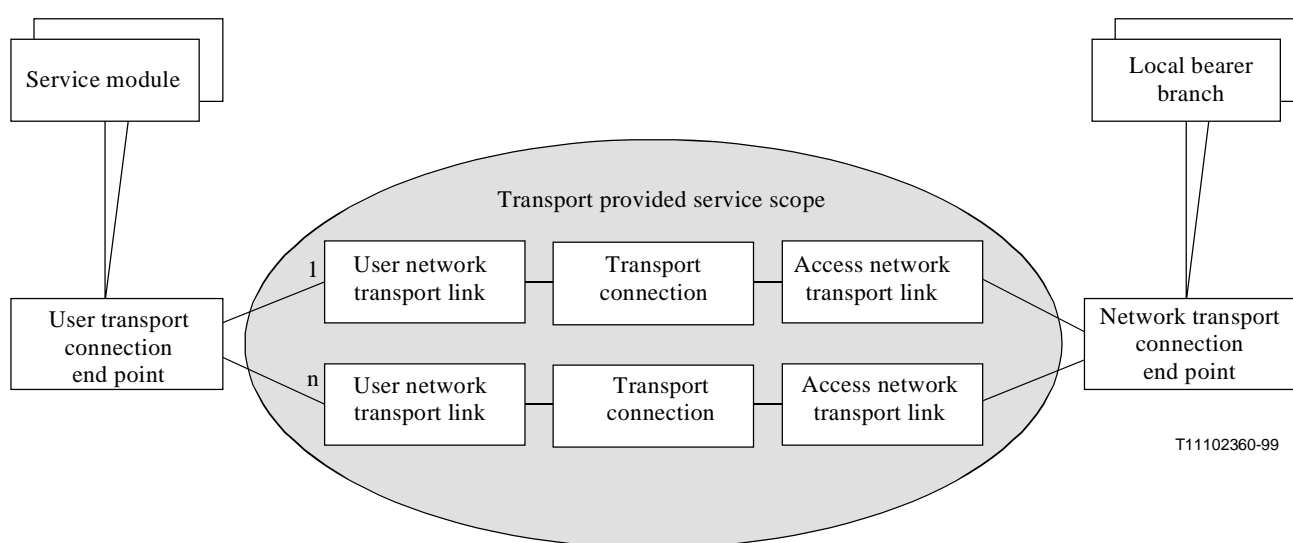 Service module
Local bearer
branch
Transport provided service scope
1
User network
transport link
Transport
connection
Access network
transport link
User transport
connection
end point
Network transport
connection
end point
n
User network
transport link
Transport
connection
Access network
transport link
T11102360-99